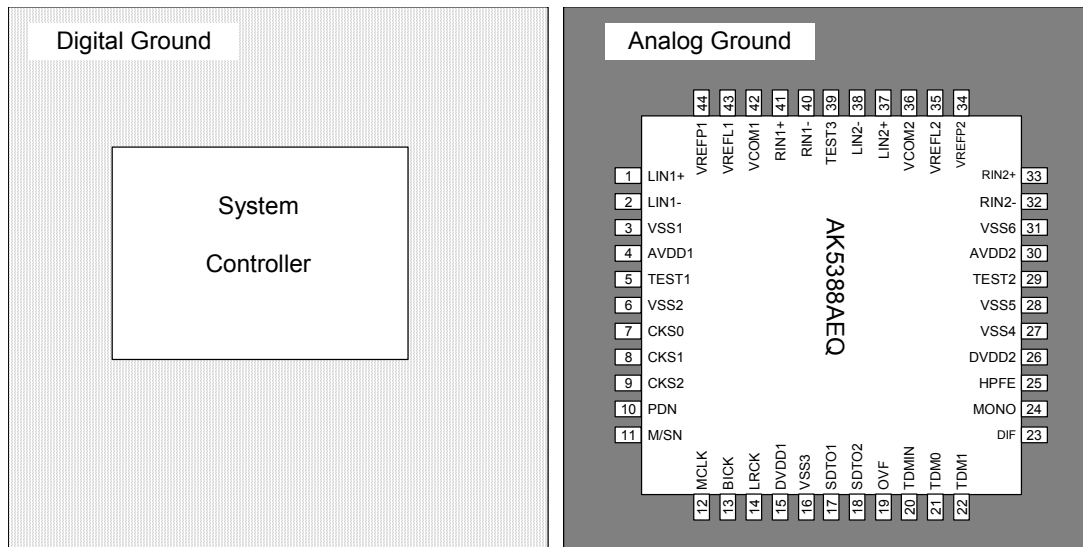 Digital Ground
System
Controller
Analog Ground
44 43 42 41 40 39 38 37 36 35 34
VREFP1 VREFL1 VCOM1 RIN1+ RIN1- TEST3 LIN2- LIN2+ VCOM2 VREFL2 VREFP2
1 LIN1+
2 LIN1-
3 VSS1
4 AVDD1
5 TEST1
6 VSS2
7 CKS0
8 CKS1
9 CKS2
10 PDN
11 M/SN
AK5388AEQ
RIN2+ 33
RIN2- 32
VSS6 31
AVDD2 30
TEST2 29
VSS5 28
VSS4 27
DVDD2 26
HPFE 25
MONO 24
DIF 23
MCLK BICK LRCK DVDD1 VSS3 SDTO1 SDTO2 OVF TDMIN TDM0 TDM1
12 13 14 15 16 17 18 19 20 21 22